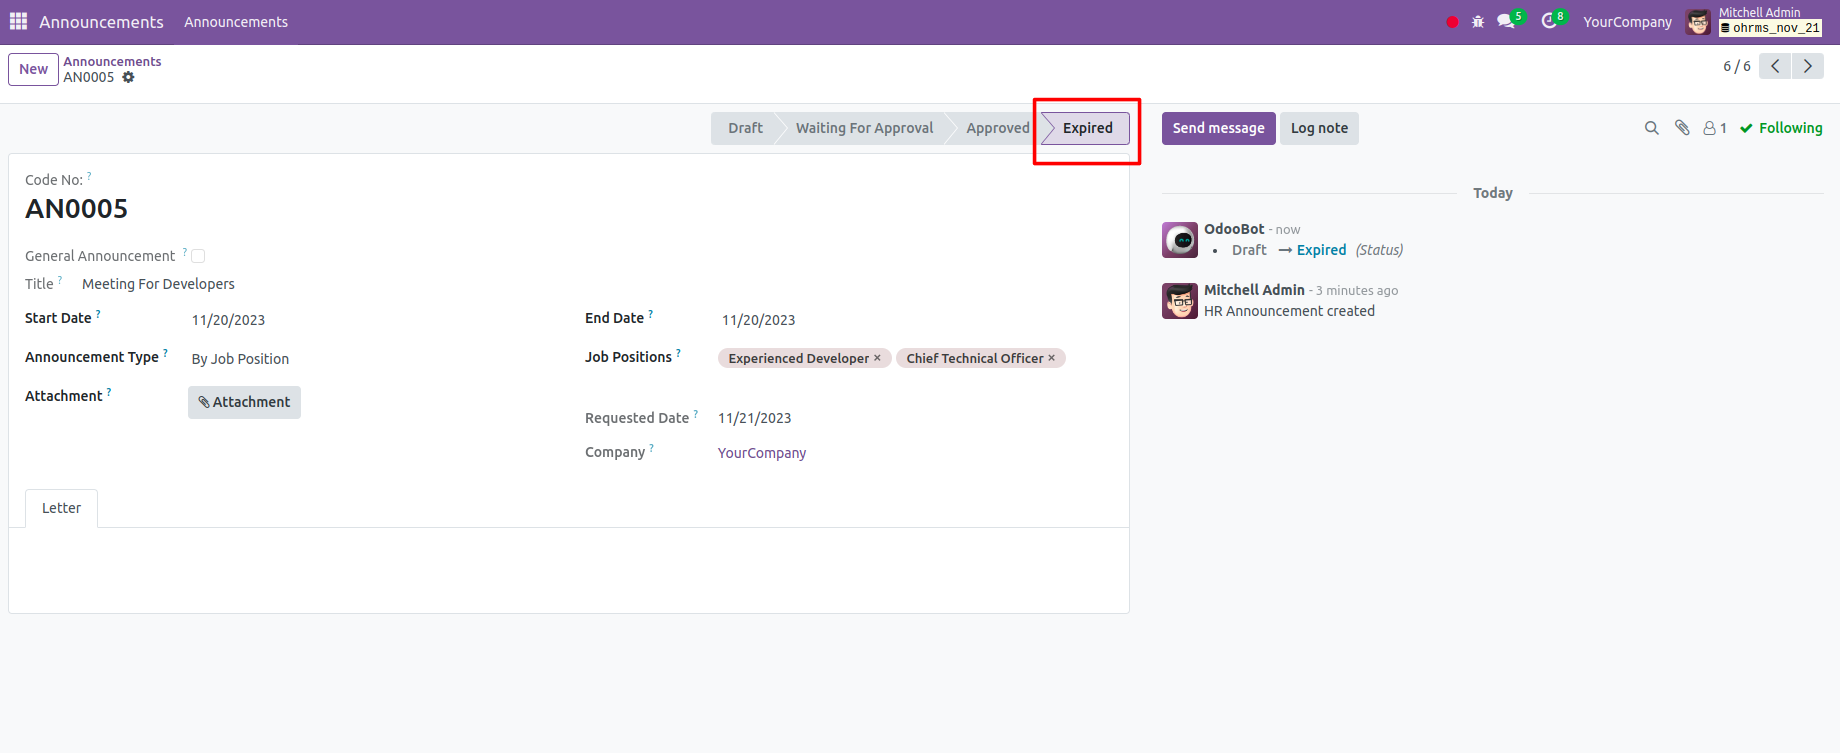 Announcements Announcements 5 8 YourCompany Mitchell Admin
ohrms_nov_21
New Announcements
AN0005
6 / 6
Draft Waiting For Approval Approved Expired Send message Log note 1 Following
Code No: ?
AN0005
General Announcement ?
Title ? Meeting For Developers
Start Date ? 11/20/2023 End Date ? 11/20/2023
Announcement Type ? By Job Position Job Positions ? Experienced Developer × Chief Technical Officer ×
Attachment ? Attachment
Requested Date ? 11/21/2023
Company ? YourCompany
Letter
Today
OdooBot - now
• Draft → Expired (Status)
Mitchell Admin - 3 minutes ago
HR Announcement created